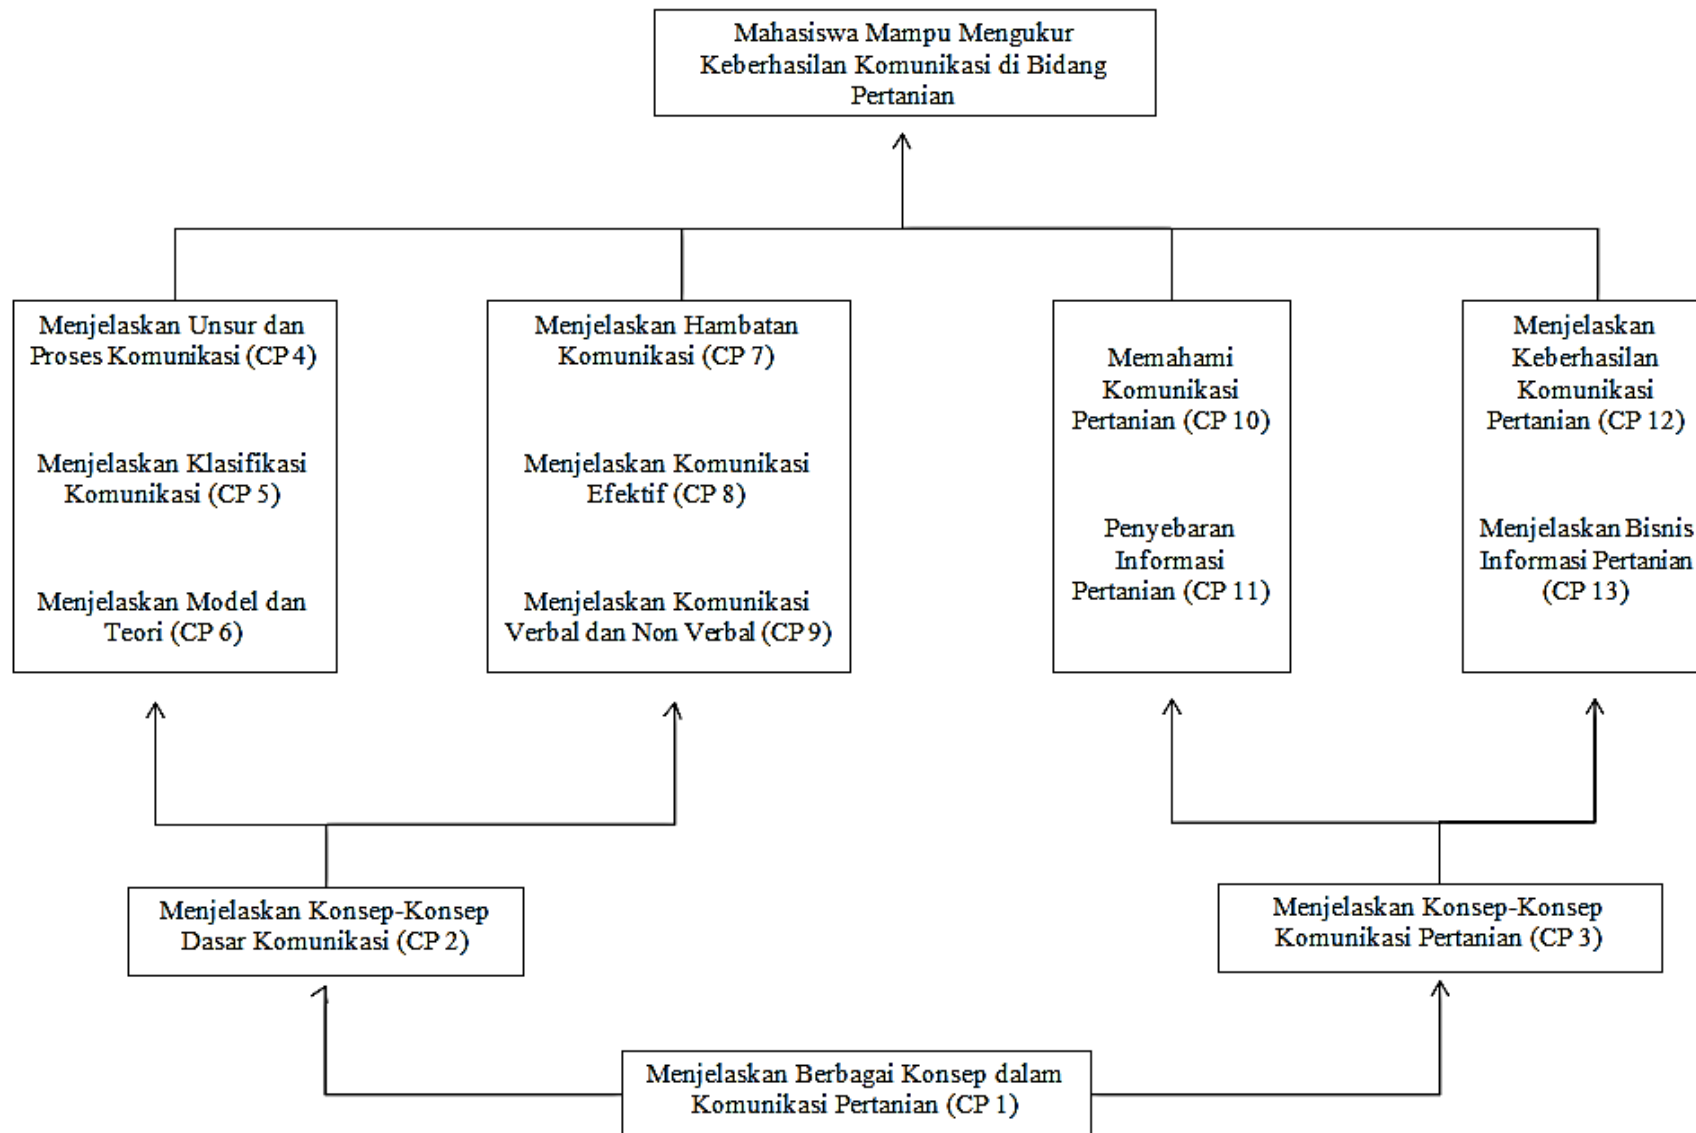 Mahasiswa Mampu Mengukur
Keberhasilan Komunikasi di Bidang
Pertanian
Menjelaskan Unsur dan
Proses Komunikasi (CP 4)
Menjelaskan Klasifikasi
Komunikasi (CP 5)
Menjelaskan Model dan
Teori (CP 6)
Menjelaskan Hambatan
Komunikasi (CP 7)
Menjelaskan Komunikasi
Efektif (CP 8)
Menjelaskan Komunikasi
Verbal dan Non Verbal (CP 9)
Memahami
Komunikasi
Pertanian (CP 10)
Penyebaran
Informasi
Pertanian (CP 11)
Menjelaskan
Keberhasilan
Komunikasi
Pertanian (CP 12)
Menjelaskan Bisnis
Informasi Pertanian
(CP 13)
Menjelaskan Konsep-Konsep
Dasar Komunikasi (CP 2)
Menjelaskan Konsep-Konsep
Komunikasi Pertanian (CP 3)
Menjelaskan Berbagai Konsep dalam
Komunikasi Pertanian (CP 1)